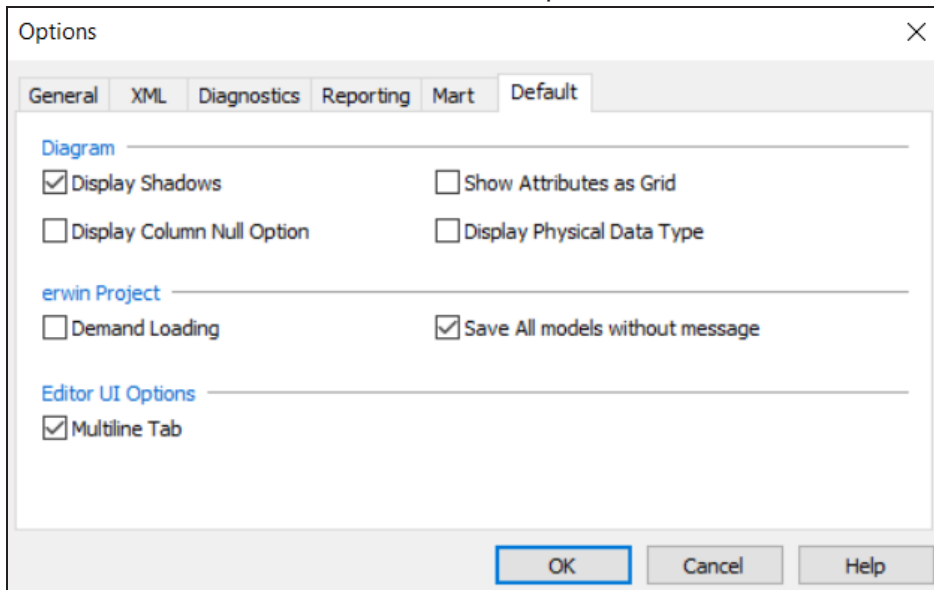 Options
General XML Diagnostics Reporting Mart Default
Diagram
Display Shadows Show Attributes as Grid
Display Column Null Option Display Physical Data Type
erwin Project
Demand Loading Save All models without message
Editor UI Options
Multiline Tab
OK Cancel Help